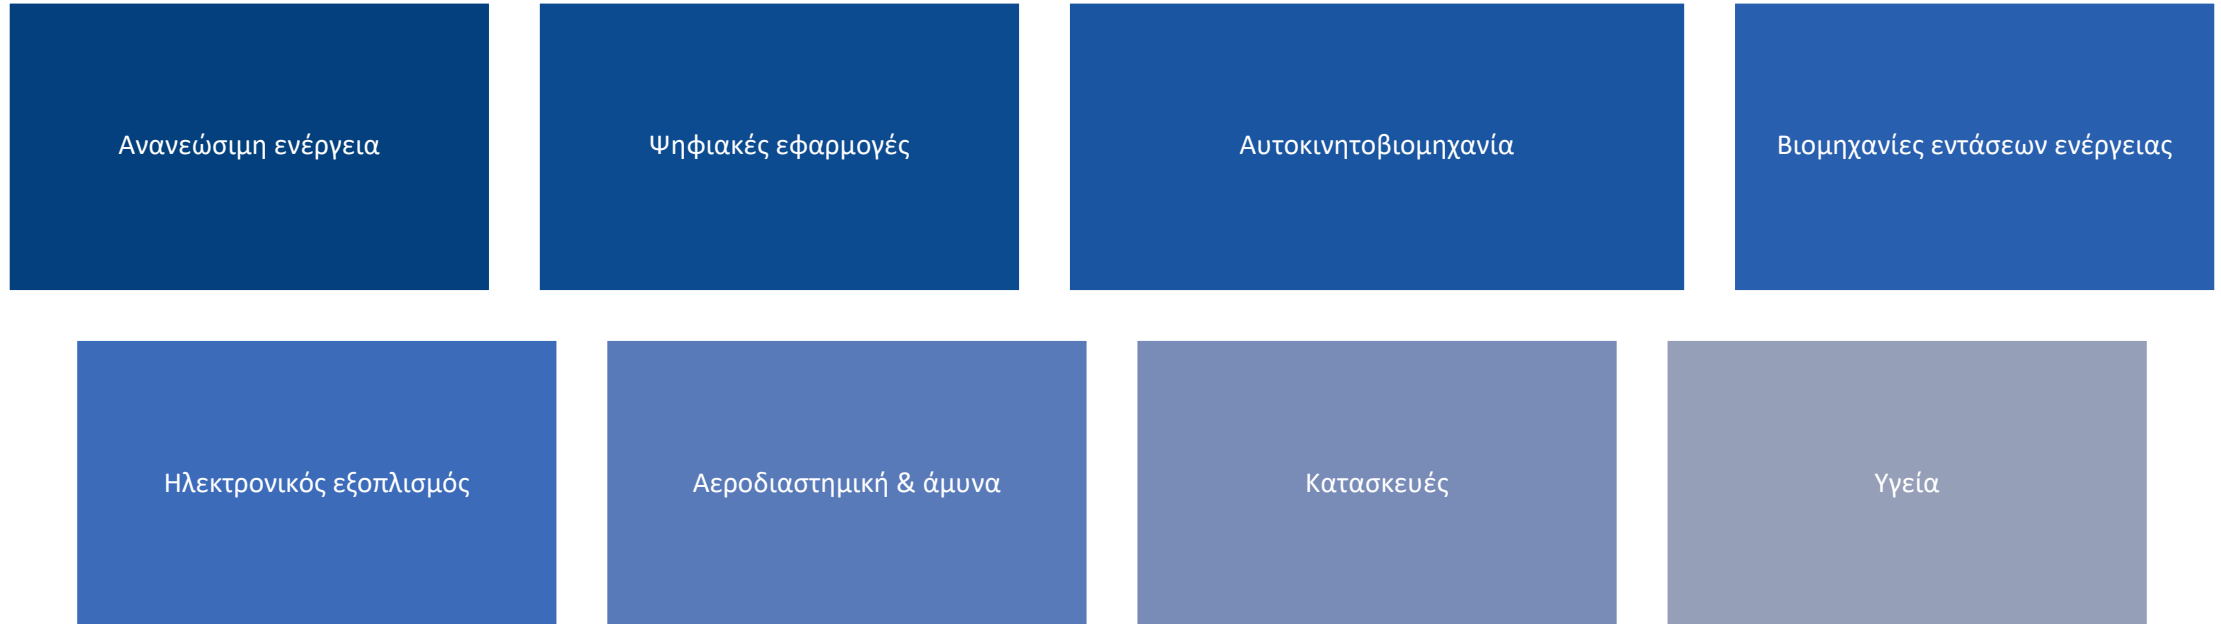 Ανανεώσιμη ενέργεια
Ψηφιακές εφαρμογές
Αυτοκινητοβιομηχανία
Βιομηχανίες εντάσεων ενέργειας
Ηλεκτρονικός εξοπλισμός
Αεροδιαστημική & άμυνα
Κατασκευές
Υγεία